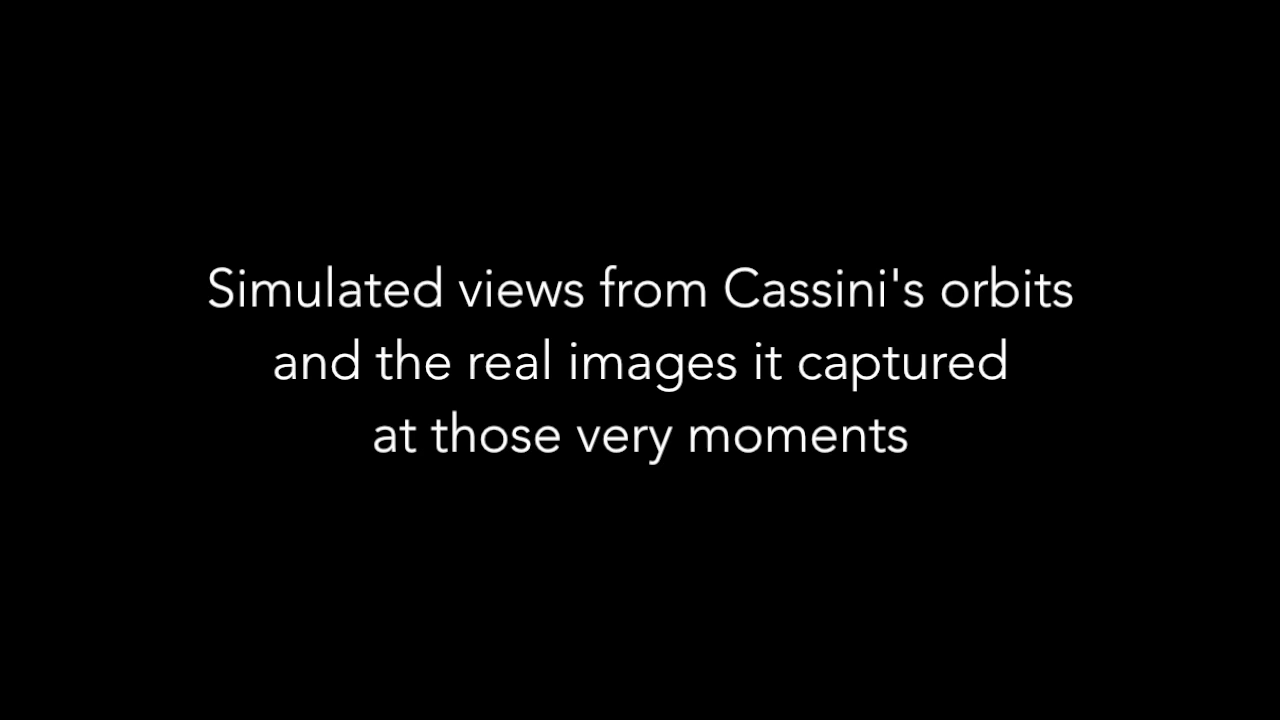 Simulated views from Cassini's orbits
and the real images it captured
at those very moments